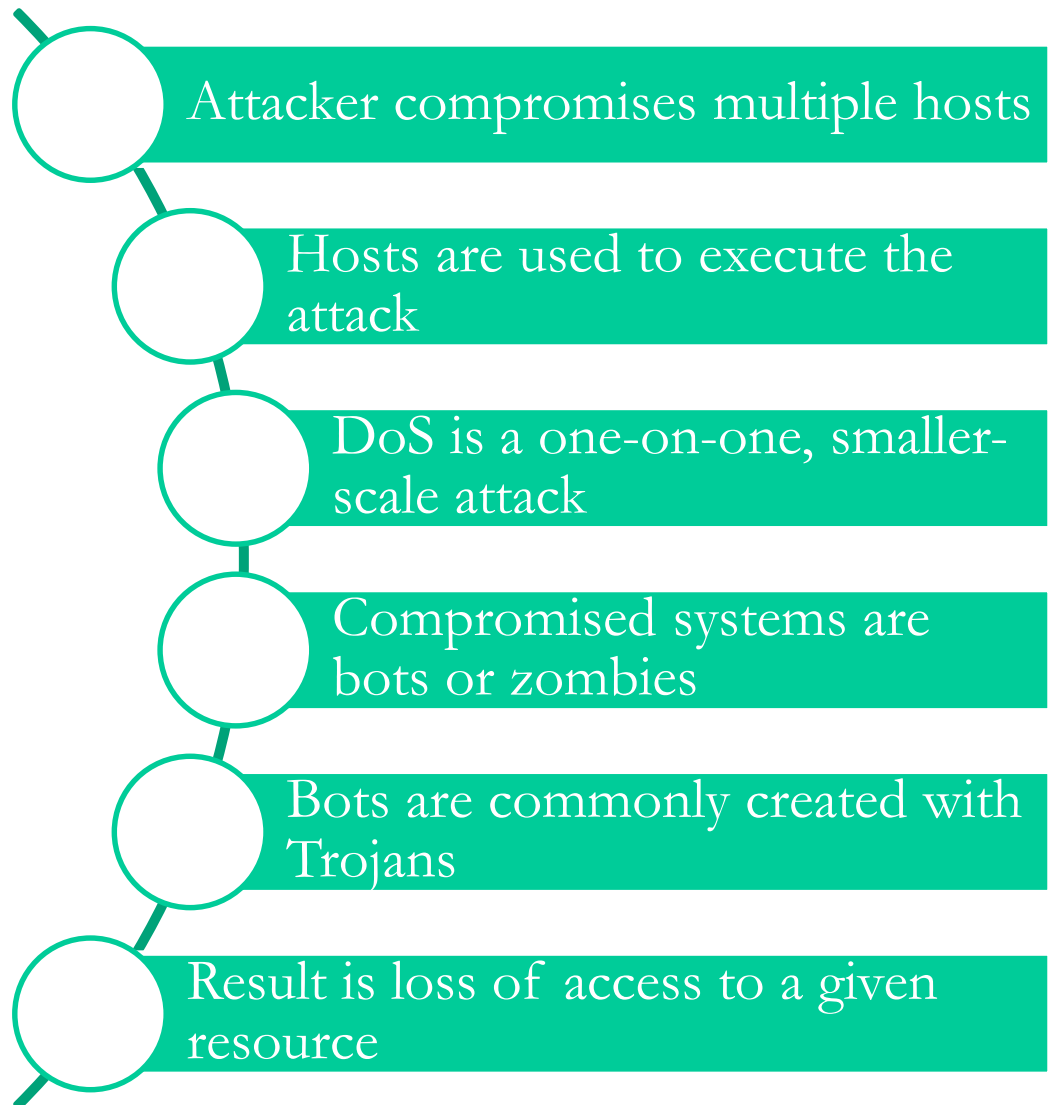 Attacker compromises multiple hosts
Hosts are used to execute the
attack
DoS is a one-on-one, smaller-
scale attack
Compromised systems are
bots or zombies
Bots are commonly created with
Trojans
Result is loss of access to a given
resource